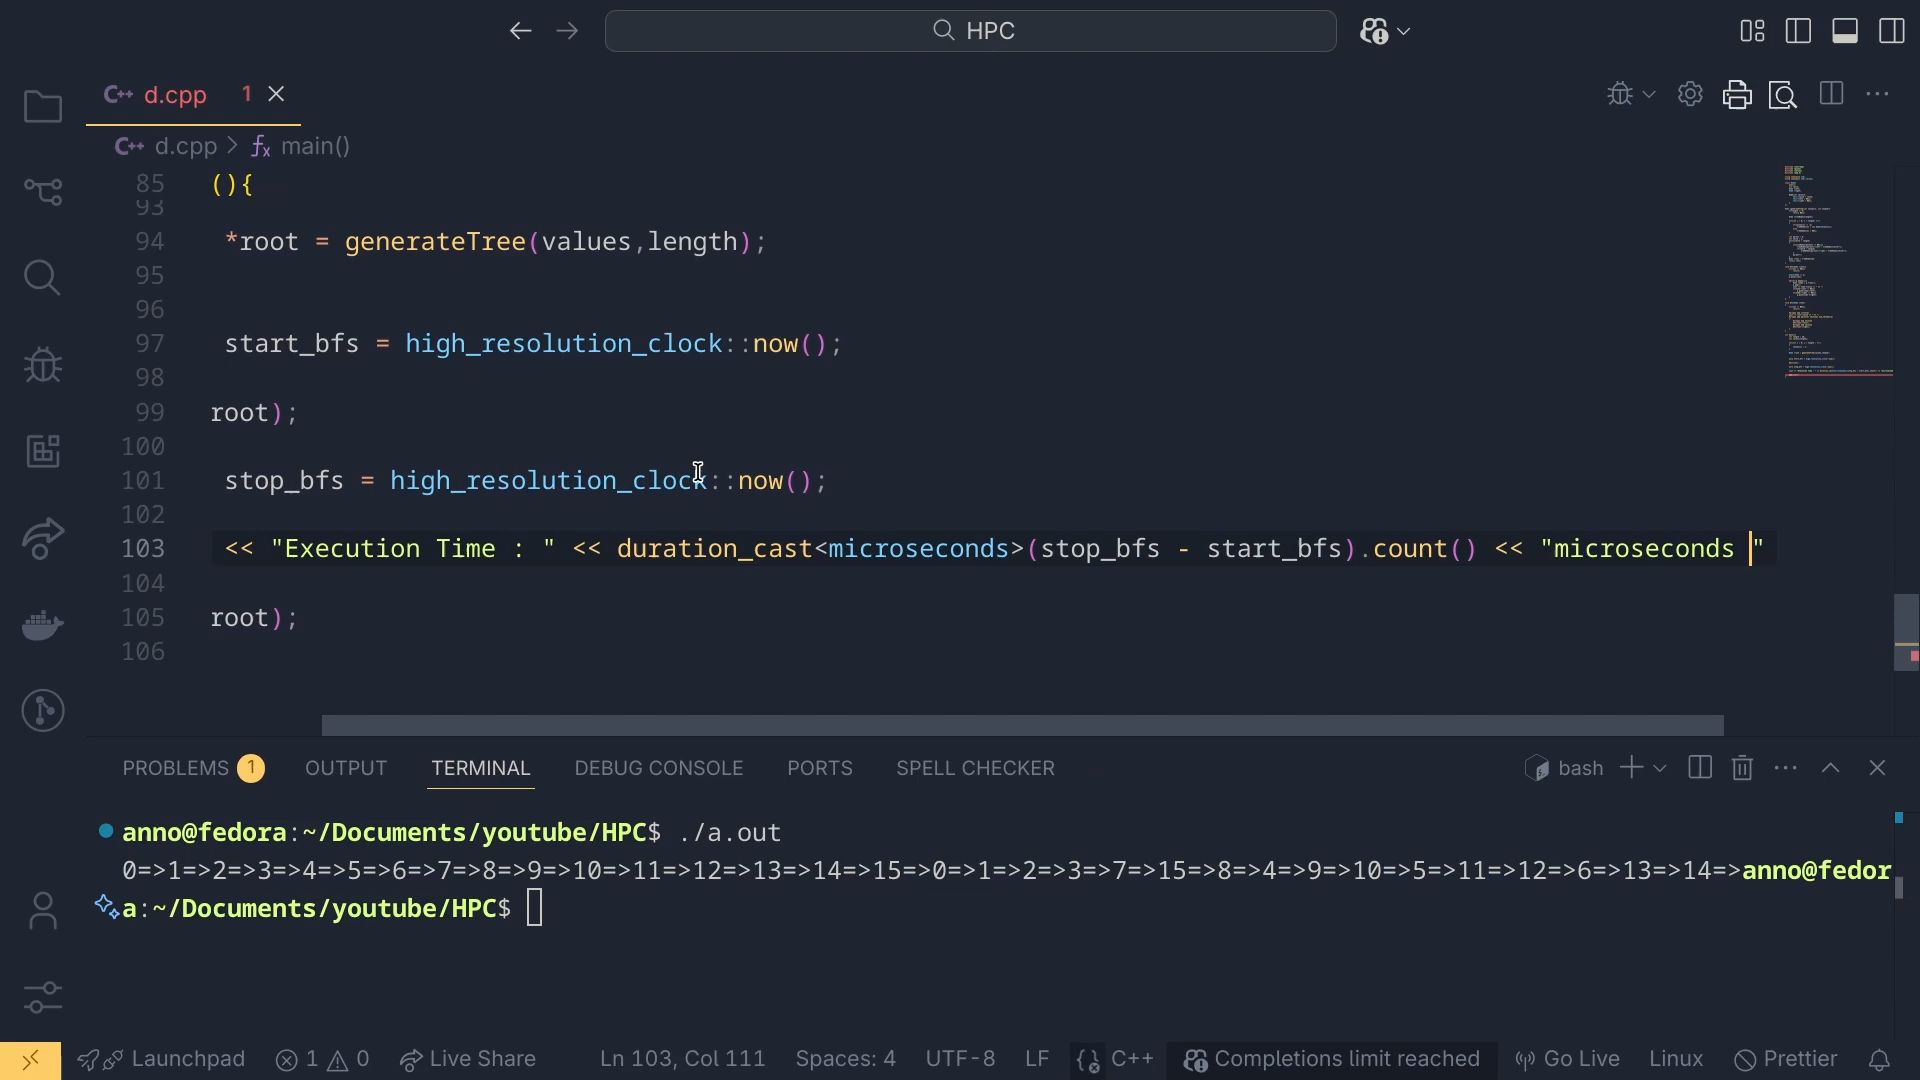 HPC
C++ d.cpp 1
C++ d.cpp > fx main()
85 (){
93
94 *root = generateTree(values,length);
95
96
97 start_bfs = high_resolution_clock::now();
98
99 root);
100
101 stop_bfs = high_resolution_clock::now();
102
103 << "Execution Time : " << duration_cast<microseconds>(stop_bfs - start_bfs).count() << "microseconds "
104
105 root);
106
PROBLEMS 1 OUTPUT TERMINAL DEBUG CONSOLE PORTS SPELL CHECKER bash
anno@fedora:~/Documents/youtube/HPC$ ./a.out
0=>1=>2=>3=>4=>5=>6=>7=>8=>9=>10=>11=>12=>13=>14=>15=>0=>1=>2=>3=>7=>15=>8=>4=>9=>10=>5=>11=>12=>6=>13=>14=>anno@fedor
a:~/Documents/youtube/HPC$
Launchpad 1 0 Live Share Ln 103, Col 111 Spaces: 4 UTF-8 LF C++ Completions limit reached Go Live Linux Prettier